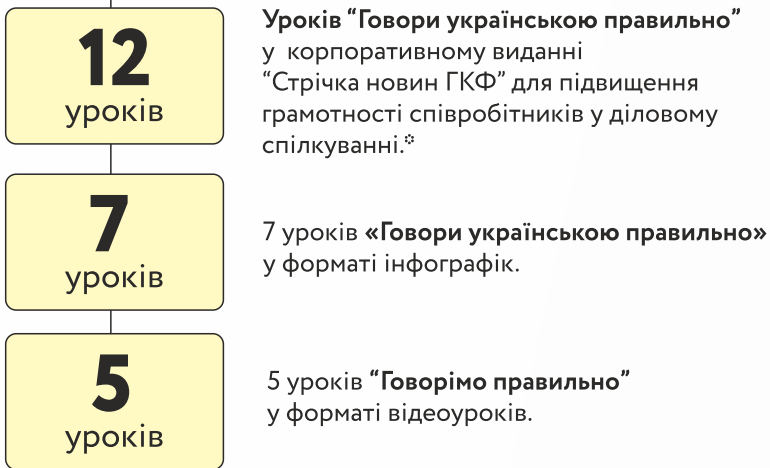 12
уроків
Уроків “Говори українською правильно”
у корпоративному виданні
“Стрічка новин ГКФ” для підвищення
грамотності співробітників у діловому
спілкуванні.*
7
уроків
7 уроків «Говори українською правильно»
у форматі інфографік.
5
уроків
5 уроків “Говорімо правильно”
у форматі відеоуроків.